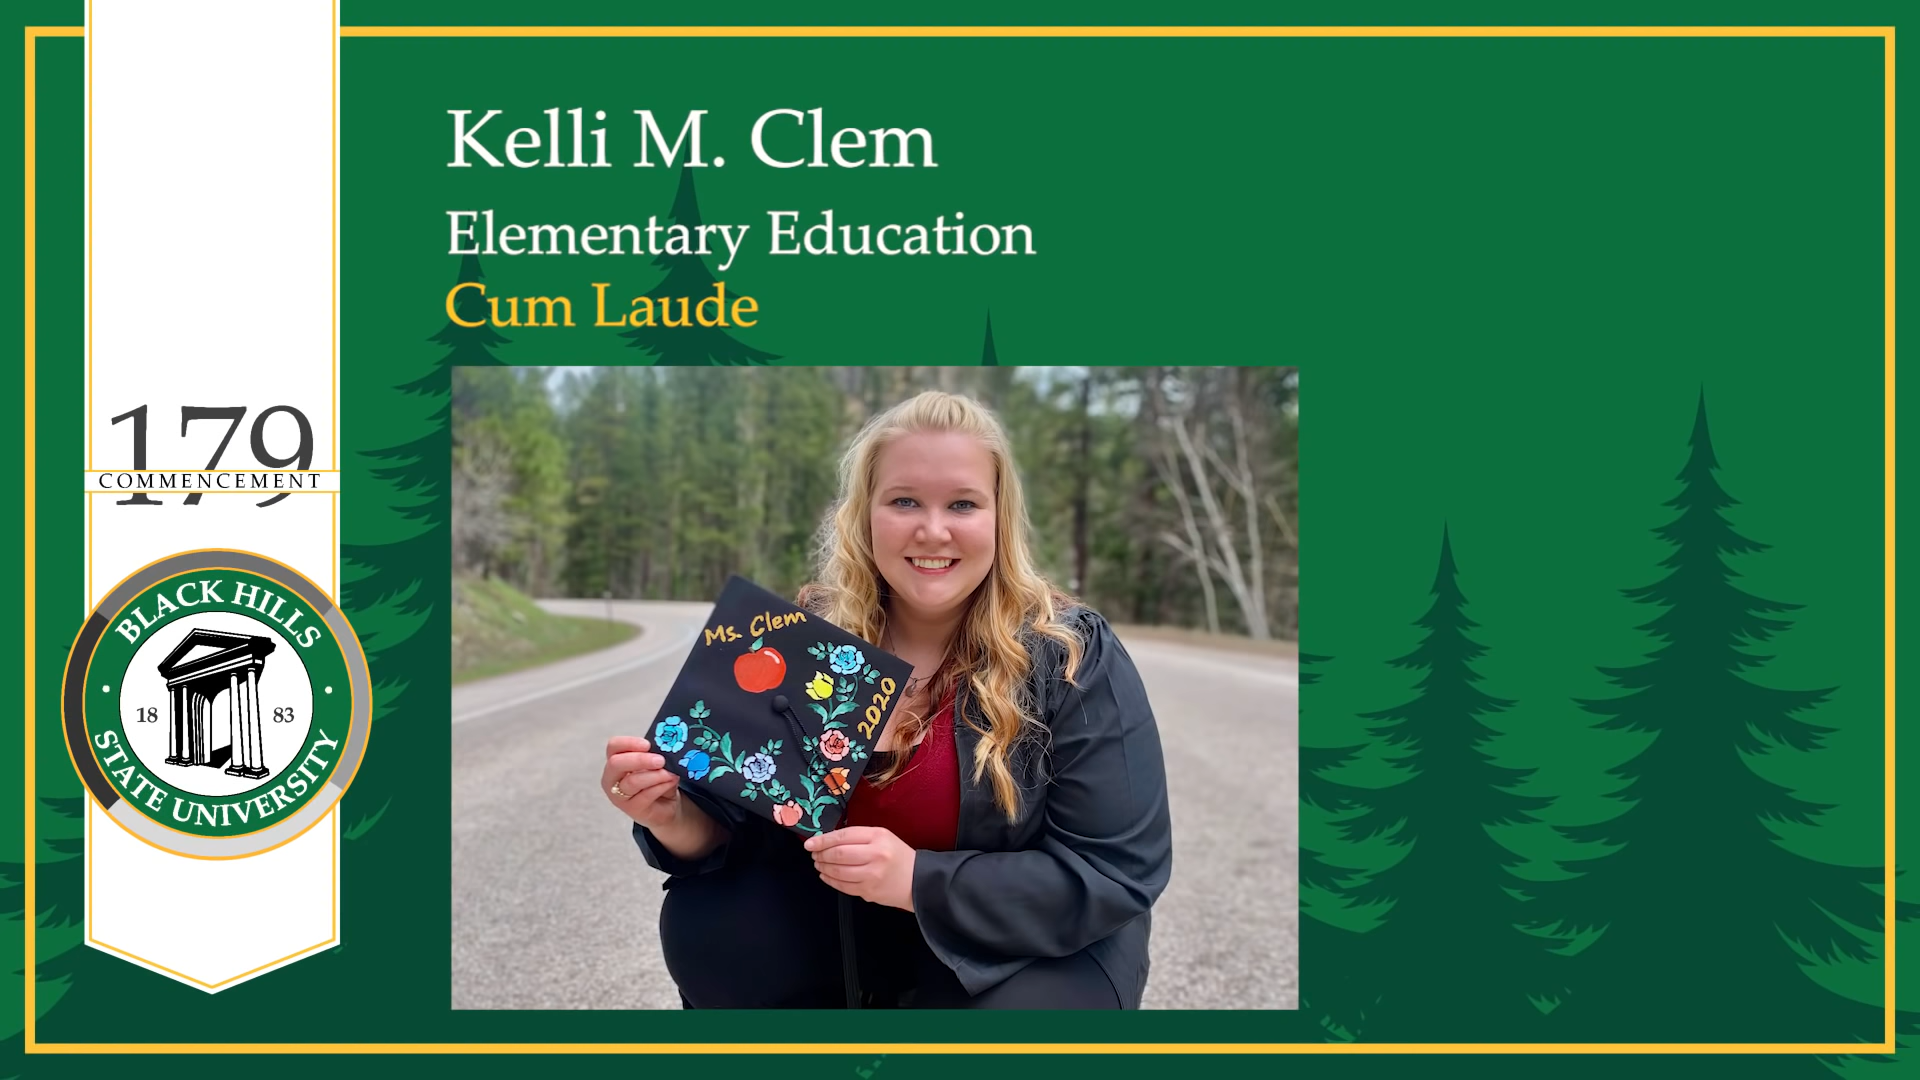 Kelli M. Clem
Elementary Education
Cum Laude
179
COMMENCEMENT
BLACK HILLS
18 83
STATE UNIVERSITY
Ms. Clem
2020